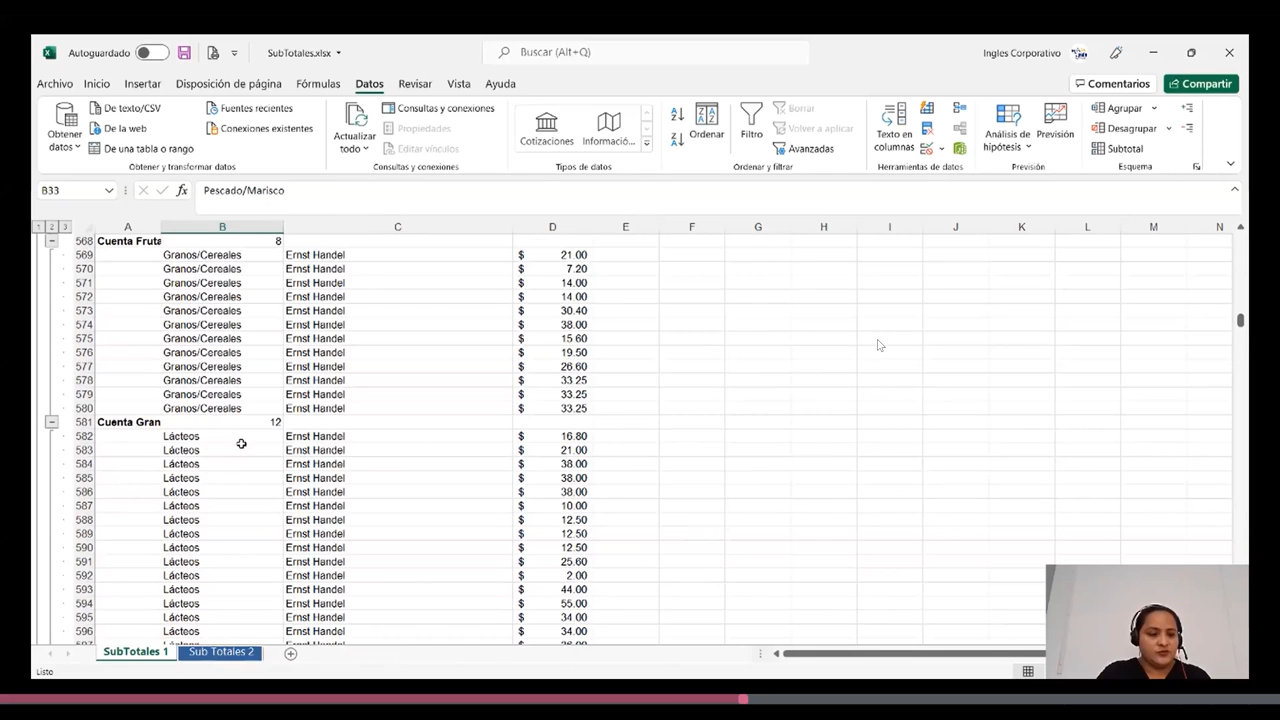 Autoguardado SubTotales.xlsx Buscar (Alt+Q) Ingles Corporativo
Archivo Inicio Insertar Disposición de página Fórmulas Datos Revisar Vista Ayuda Comentarios Compartir
Obtener datos
De texto/CSV
De la web
De una tabla o rango
Fuentes recientes
Conexiones existentes
Obtener y transformar datos
Actualizar todo
Consultas y conexiones
Propiedades
Editar vínculos
Consultas y conexiones
Cotizaciones Informació...
Tipos de datos
Ordenar
Filtro
Borrar
Volver a aplicar
Avanzadas
Ordenar y filtrar
Texto en columnas
Herramientas de datos
Análisis de hipótesis
Previsión
Previsión
Agrupar
Desagrupar
Subtotal
Esquema
B33 fx Pescado/Marisco
1 2 3 A B C D E F G H I J K L M N
568 Cuenta Fruta 8
569 Granos/Cereales Ernst Handel $ 21.00
570 Granos/Cereales Ernst Handel $ 7.20
571 Granos/Cereales Ernst Handel $ 14.00
572 Granos/Cereales Ernst Handel $ 14.00
573 Granos/Cereales Ernst Handel $ 30.40
574 Granos/Cereales Ernst Handel $ 38.00
575 Granos/Cereales Ernst Handel $ 15.60
576 Granos/Cereales Ernst Handel $ 19.50
577 Granos/Cereales Ernst Handel $ 26.60
578 Granos/Cereales Ernst Handel $ 33.25
579 Granos/Cereales Ernst Handel $ 33.25
580 Granos/Cereales Ernst Handel $ 33.25
581 Cuenta Gran 12
582 Lácteos Ernst Handel $ 16.80
583 Lácteos Ernst Handel $ 21.00
584 Lácteos Ernst Handel $ 38.00
585 Lácteos Ernst Handel $ 38.00
586 Lácteos Ernst Handel $ 38.00
587 Lácteos Ernst Handel $ 10.00
588 Lácteos Ernst Handel $ 12.50
589 Lácteos Ernst Handel $ 12.50
590 Lácteos Ernst Handel $ 12.50
591 Lácteos Ernst Handel $ 25.60
592 Lácteos Ernst Handel $ 2.00
593 Lácteos Ernst Handel $ 44.00
594 Lácteos Ernst Handel $ 55.00
595 Lácteos Ernst Handel $ 34.00
596 Lácteos Ernst Handel $ 34.00
SubTotales 1 Sub Totales 2
Listo